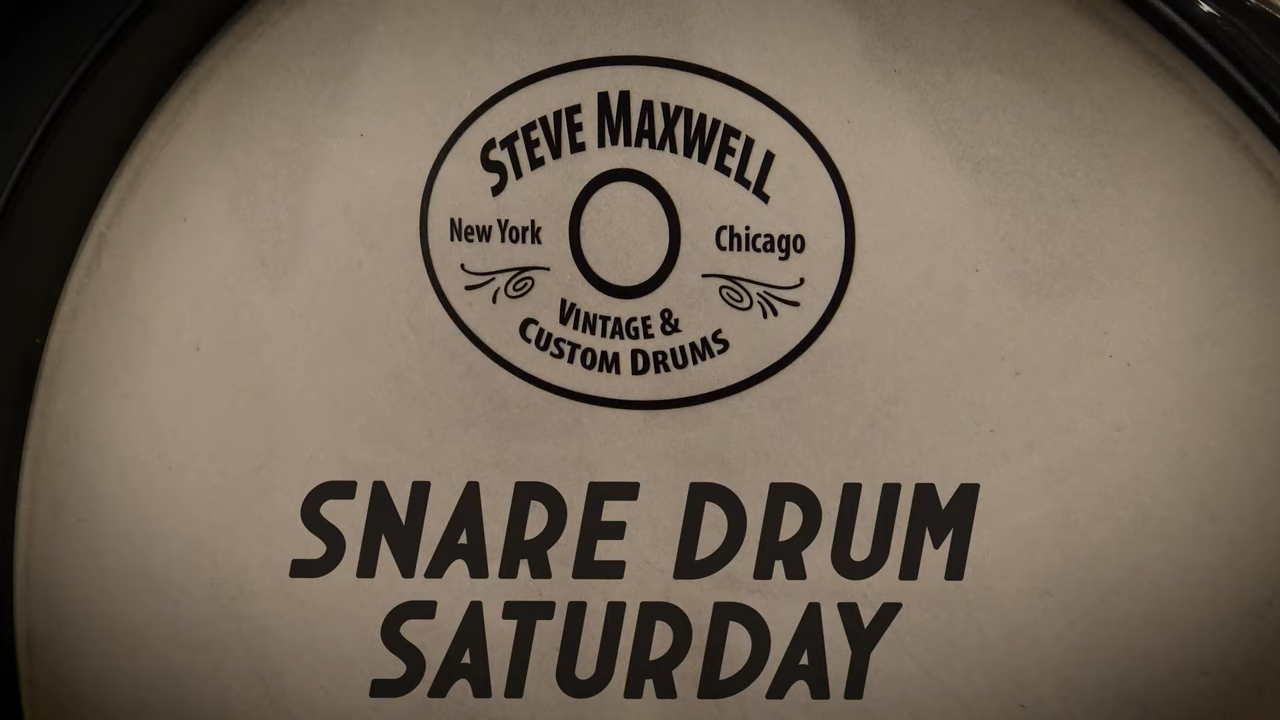 STEVE MAXWELL
New York Chicago
VINTAGE &
CUSTOM DRUMS
SNARE DRUM
SATURDAY